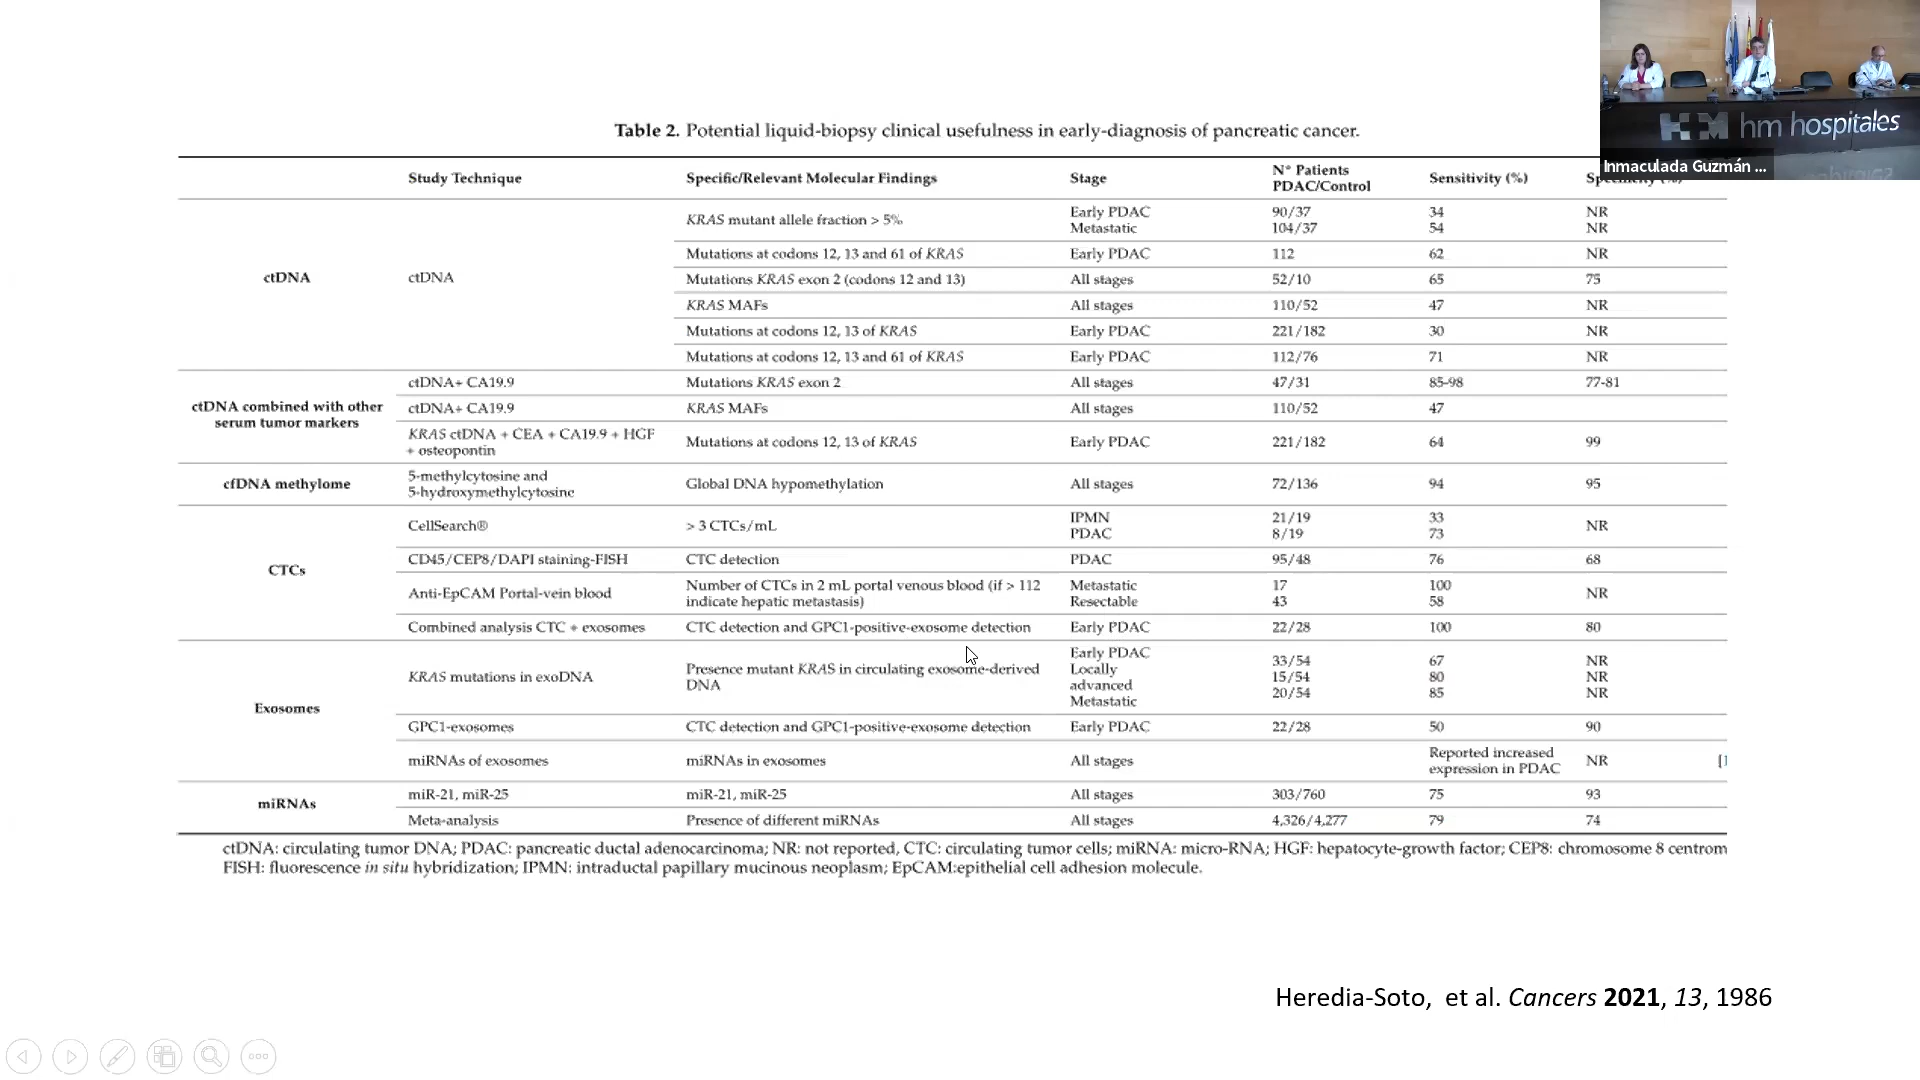 hm hospitales
Inmaculada Guzmán ...
Table 2. Potential liquid-biopsy clinical usefulness in early-diagnosis of pancreatic cancer.
Study Technique Specific/Relevant Molecular Findings Stage N° Patients PDAC/Control Sensitivity (%) Specificity (%)
ctDNA
ctDNA
KRAS mutant allele fraction > 5% Early PDAC 90/37 34 NR
Metastatic 104/37 54 NR
Mutations at codons 12, 13 and 61 of KRAS Early PDAC 112 62 NR
Mutations KRAS exon 2 (codons 12 and 13) All stages 52/10 65 75
KRAS MAFs All stages 110/52 47 NR
Mutations at codons 12, 13 of KRAS Early PDAC 221/182 30 NR
Mutations at codons 12, 13 and 61 of KRAS Early PDAC 112/76 71 NR
ctDNA combined with other
serum tumor markers
ctDNA+ CA19.9 Mutations KRAS exon 2 All stages 47/31 85-98 77-81
ctDNA+ CA19.9 KRAS MAFs All stages 110/52 47
KRAS ctDNA + CEA + CA19.9 + HGF
+ osteopontin
Mutations at codons 12, 13 of KRAS Early PDAC 221/182 64 99
cfDNA methylome
5-methylcytosine and
5-hydroxymethylcytosine
Global DNA hypomethylation All stages 72/136 94 95
CTCs
CellSearch® > 3 CTCs/mL IPMN 21/19 33 NR
PDAC 8/19 73
CD45/CEP8/DAPI staining-FISH CTC detection PDAC 95/48 76 68
Anti-EpCAM Portal-vein blood
Number of CTCs in 2 mL portal venous blood (if > 112
indicate hepatic metastasis)
Metastatic 17 100 NR
Resectable 43 58
Combined analysis CTC + exosomes CTC detection and GPC1-positive-exosome detection Early PDAC 22/28 100 80
Exosomes
KRAS mutations in exoDNA
Presence mutant KRAS in circulating exosome-derived
DNA
Early PDAC 33/54 67 NR
Locally
advanced 15/54 80 NR
Metastatic 20/54 85 NR
GPC1-exosomes CTC detection and GPC1-positive-exosome detection Early PDAC 22/28 50 90
miRNAs of exosomes miRNAs in exosomes All stages
Reported increased
expression in PDAC
NR [1
miRNAs
miR-21, miR-25 miR-21, miR-25 All stages 303/760 75 93
Meta-analysis Presence of different miRNAs All stages 4,326/4,277 79 74
ctDNA: circulating tumor DNA; PDAC: pancreatic ductal adenocarcinoma; NR: not reported, CTC: circulating tumor cells; miRNA: micro-RNA; HGF: hepatocyte-growth factor; CEP8: chromosome 8 centrom
FISH: fluorescence in situ hybridization; IPMN: intraductal papillary mucinous neoplasm; EpCAM:epithelial cell adhesion molecule.
Heredia-Soto, et al. Cancers 2021, 13, 1986